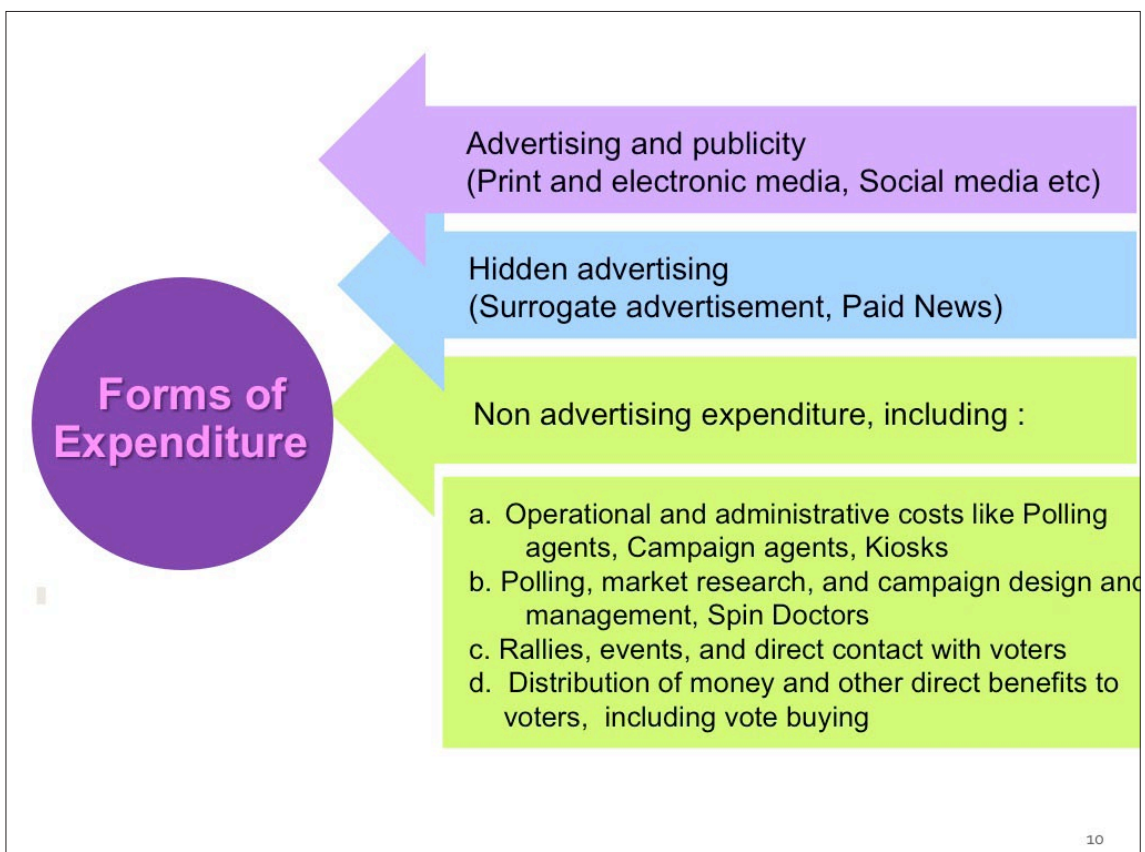 Advertising and publicity
(Print and electronic media, Social media etc)
Hidden advertising
(Surrogate advertisement, Paid News)
Forms of
Expenditure
Non advertising expenditure, including :
a. Operational and administrative costs like Polling
agents, Campaign agents, Kiosks
b. Polling, market research, and campaign design and
management, Spin Doctors
c. Rallies, events, and direct contact with voters
d. Distribution of money and other direct benefits to
voters, including vote buying
10